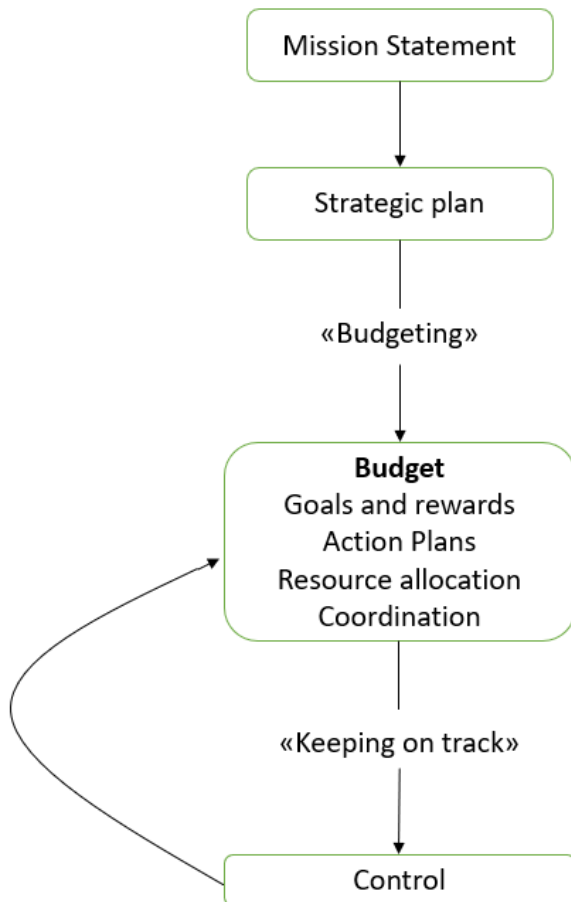 Mission Statement
Strategic plan
«Budgeting»
Budget
Goals and rewards
Action Plans
Resource allocation
Coordination
«Keeping on track»
Control